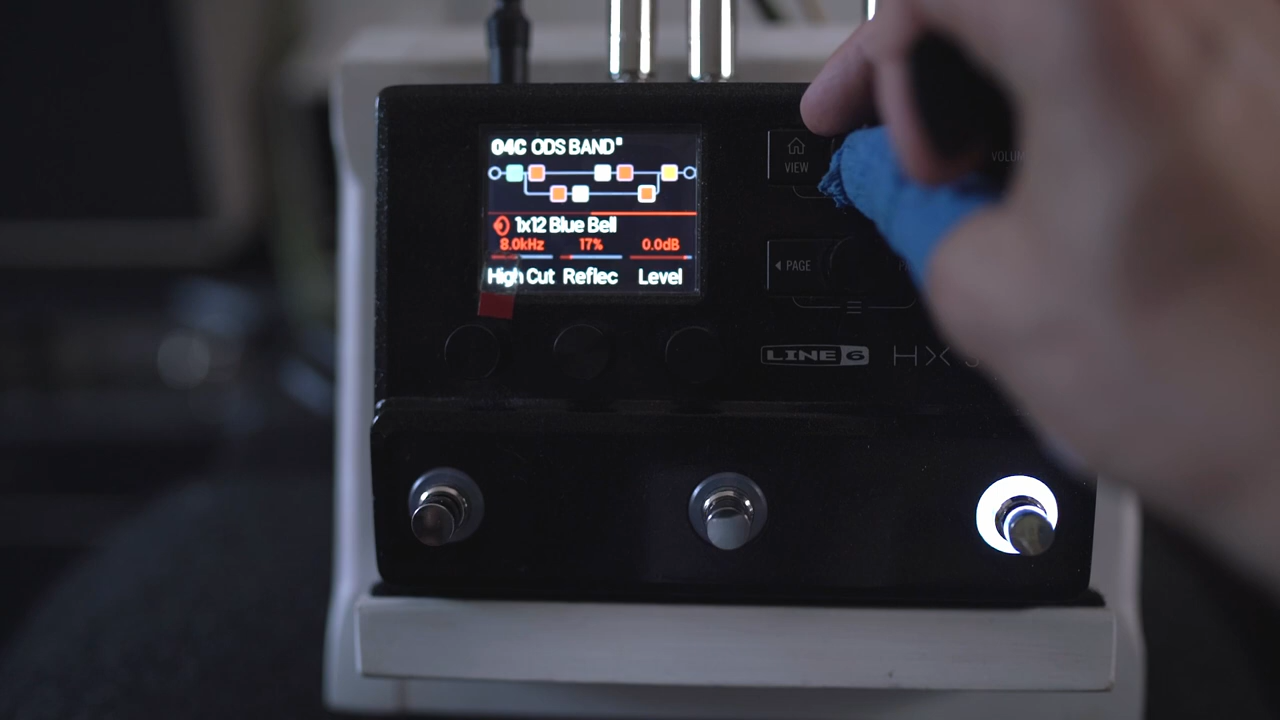 04C ODS BAND
1x12 Blue Bell
8.0kHz 17% 0.0dB
High Cut Reflec Level
VIEW
PAGE
LINE 6 HX